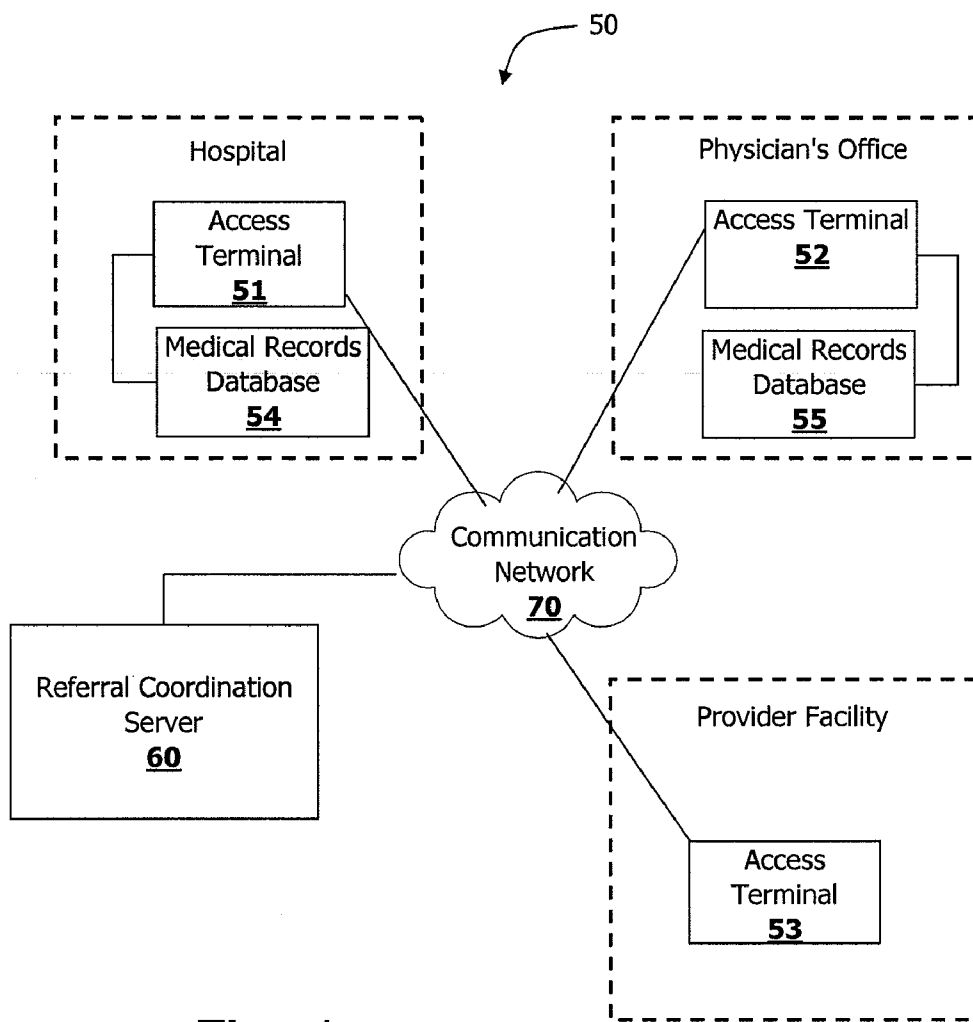 50
Hospital
Access
Terminal
51
Medical Records
Database
54
Physician's Office
Access Terminal
52
Medical Records
Database
55
Communication
Network
70
Referral Coordination
Server
60
Provider Facility
Access
Terminal
53